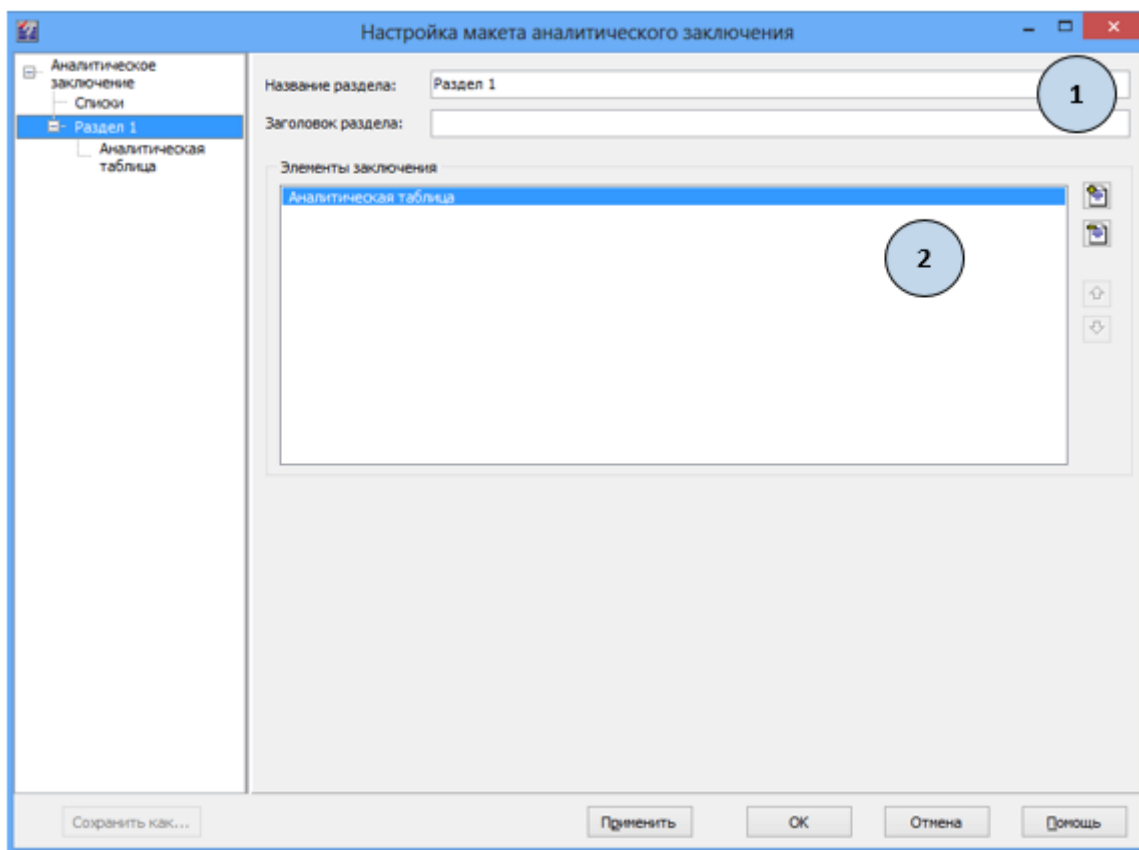 Настройка макета аналитического заключения
Аналитическое
заключение
Списки
Раздел 1
Аналитическая
таблица
Название раздела:
Раздел 1
1
Заголовок раздела:
Элементы заключения
Аналитическая таблица
2
Сохранить как...
Применить
ОК
Отмена
Помощь